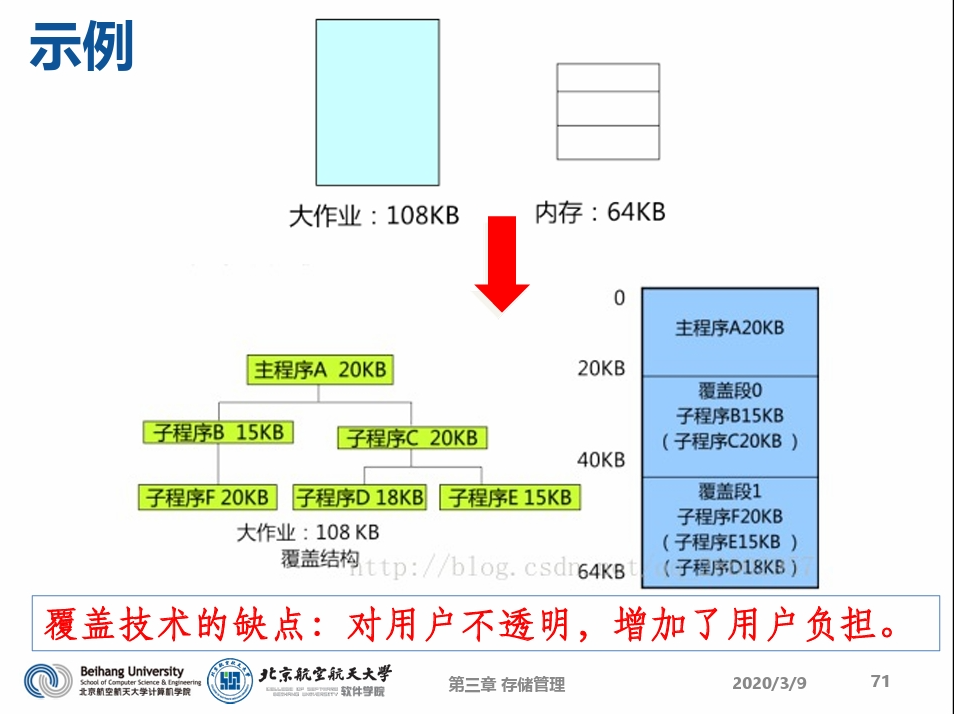 示例
大作业：108KB
内存：64KB
主程序A 20KB
子程序B 15KB
子程序C 20KB
子程序F 20KB
子程序D 18KB
子程序E 15KB
大作业：108 KB
覆盖结构
0
主程序A20KB
20KB
覆盖段0
子程序B15KB
（子程序C20KB ）
40KB
覆盖段1
子程序F20KB
（子程序E15KB ）
（子程序D18KB ）
64KB
http://blog.csdn.net/
覆盖技术的缺点：对用户不透明，增加了用户负担。
Beihang University
School of Computer Science & Engineering
北京航空航天大学计算机学院
北京航空航天大学
COLLEGE OF SOFTWARE
BEIHANG UNIVERSITY 软件学院
第三章 存储管理
2020/3/9
71